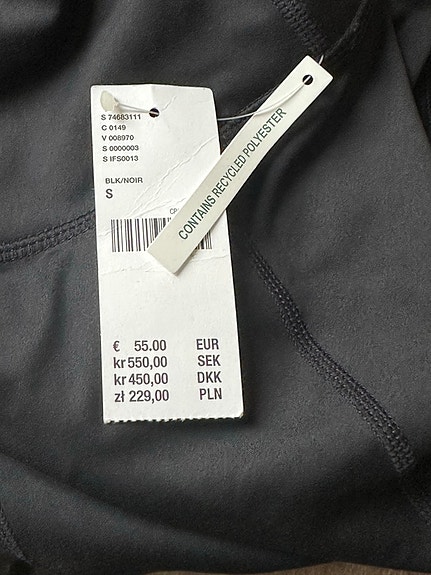 S 74683111
C 0149
V 008970
S 0000003
S IFS0013
BLK/NOIR
S
CONTAINS RECYCLED POLYESTER
€ 55.00 EUR
kr 550,00 SEK
kr 450,00 DKK
zł 229,00 PLN